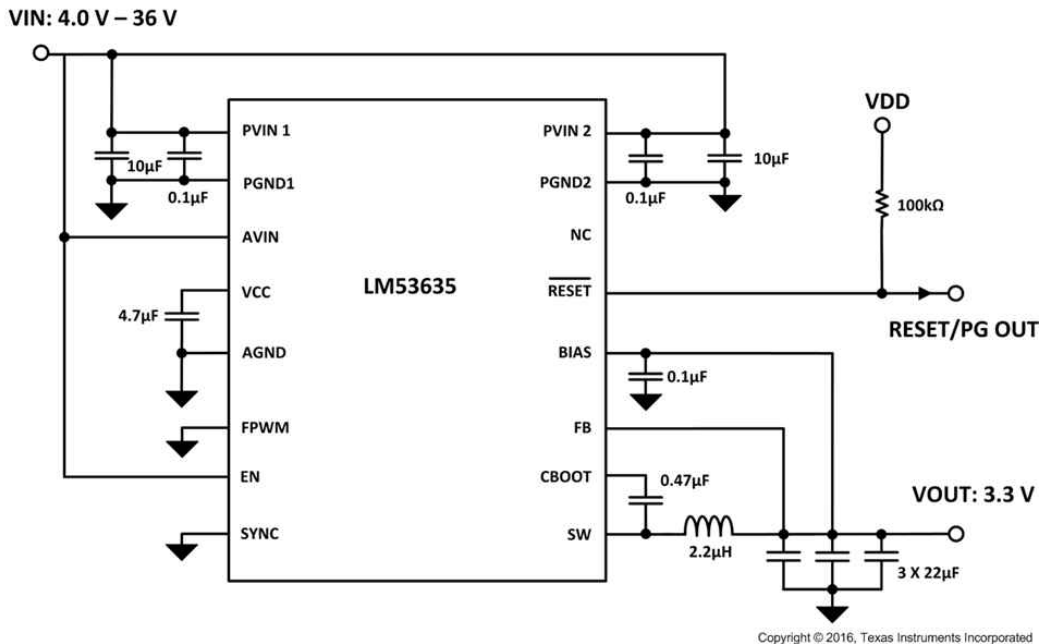 VIN: 4.0 V – 36 V
VDD
PVIN 1
PVIN 2
10µF
0.1µF
PGND1
PGND2
0.1µF
10µF
100kΩ
AVIN
NC
VCC
LM53635
RESET
4.7µF
RESET/PG OUT
AGND
BIAS
0.1µF
FPWM
FB
EN
CBOOT
0.47µF
VOUT: 3.3 V
SYNC
SW
2.2µH
3 X 22µF
Copyright © 2016, Texas Instruments Incorporated